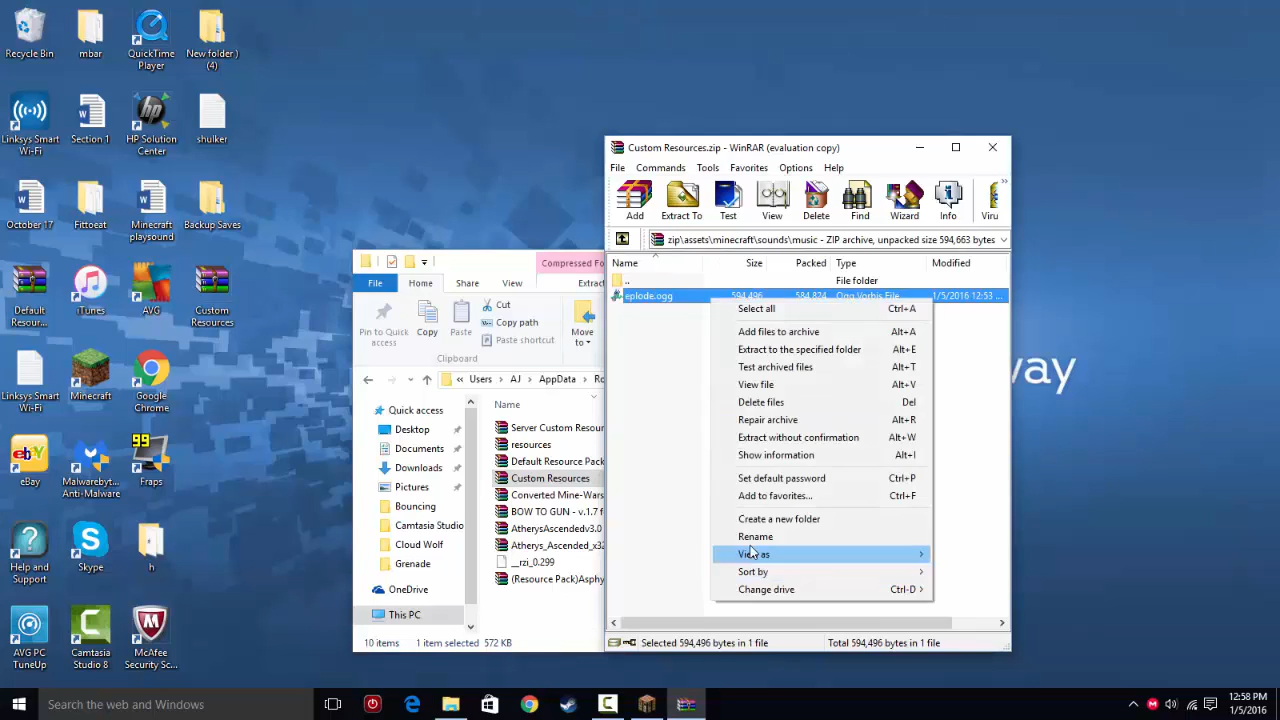 Recycle Bin
mbar
QuickTime
Player
New folder )
(4)
Linksys Smart
Wi-Fi
Section 1
HP Solution
Center
shulker
October 17
Fittoeat
Minecraft
playsound
Backup Saves
Default
Resour...
iTunes
AVG
Custom
Resources
Linksys Smart
Wi-Fi
Minecraft
Google
Chrome
eBay
Malwarebyt...
Anti-Malware
99
Fraps
Help and
Support
Skype
h
AVG PC
TuneUp
Camtasia
Studio 8
McAfee
Security Sc...
way
Compressed Fo
File
Home
Share
View
Extract
Pin to Quick
access
Copy
Paste
Cut
Copy path
Paste shortcut
Move
to
Clipboard
« Users › AJ › AppData › Ro
Quick access
Desktop
Documents
Downloads
Pictures
Bouncing
Camtasia Studio
Cloud Wolf
Grenade
OneDrive
This PC
Name
Server Custom Resour
resources
Default Resource Pack
Custom Resources
Converted Mine-Wars
BOW TO GUN - v.1.7 f
AtherysAscendedv3.0
Atherys_Ascended_x32
__rzi_0.299
(Resource Pack)Asphy
10 items
1 item selected 572 KB
Custom Resources.zip - WinRAR (evaluation copy)
File Commands Tools Favorites Options Help
Add
Extract To
Test
View
Delete
Find
Wizard
Info
Viru
zip\assets\minecraft\sounds\music - ZIP archive, unpacked size 594,663 bytes
Name Size Packed Type Modified
.. File folder
eplode.ogg 594,496 584,824 Ogg Vorbis File 1/5/2016 12:53 ...
Select all Ctrl+A
Add files to archive Alt+A
Extract to the specified folder Alt+E
Test archived files Alt+T
View file Alt+V
Delete files Del
Repair archive Alt+R
Extract without confirmation Alt+W
Show information Alt+I
Set default password Ctrl+P
Add to favorites... Ctrl+F
Create a new folder
Rename
View as
Sort by
Change drive Ctrl-D
Selected 594,496 bytes in 1 file
Total 594,496 bytes in 1 file
Search the web and Windows
12:58 PM
1/5/2016